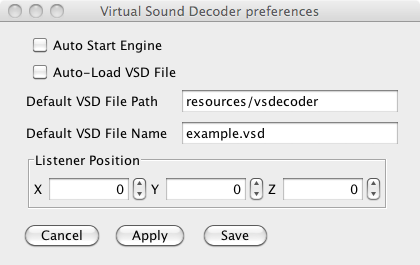 Virtual Sound Decoder preferences
Auto Start Engine
Auto-Load VSD File
Default VSD File Path resources/vsdecoder
Default VSD File Name example.vsd
Listener Position
X 0 Y 0 Z 0
Cancel Apply Save